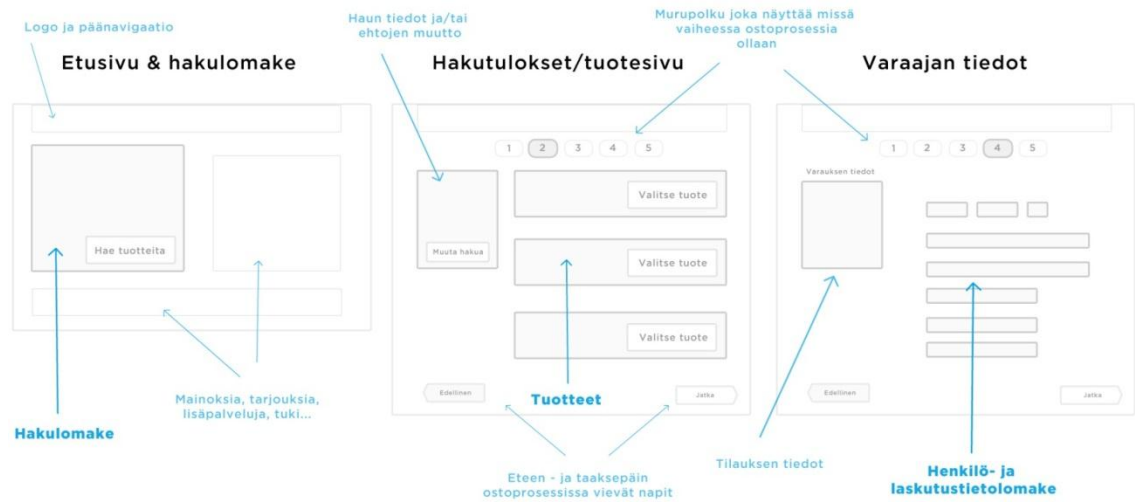 Logo ja päänavigaatio
Haun tiedot ja/tai
ehtojen muutto
Murupolku joka näyttää missä
vaiheessa ostoprosessia
ollaan
Etusivu & hakulomake
Hakutulokset/tuotesivu
Varaajan tiedot
Hae tuotteita
Mainoksia, tarjouksia,
lisäpalveluja, tuki...
Hakulomake
1 2 3 4 5
Muuta hakua
Valitse tuote
Valitse tuote
Valitse tuote
Edellinen
Jatka
Tuotteet
Eteen - ja taaksepäin
ostoprosessissa vievät napit
1 2 3 4 5
Varauksen tiedot
Edellinen
Jatka
Tilauksen tiedot
Henkilö- ja
laskutustietolomake